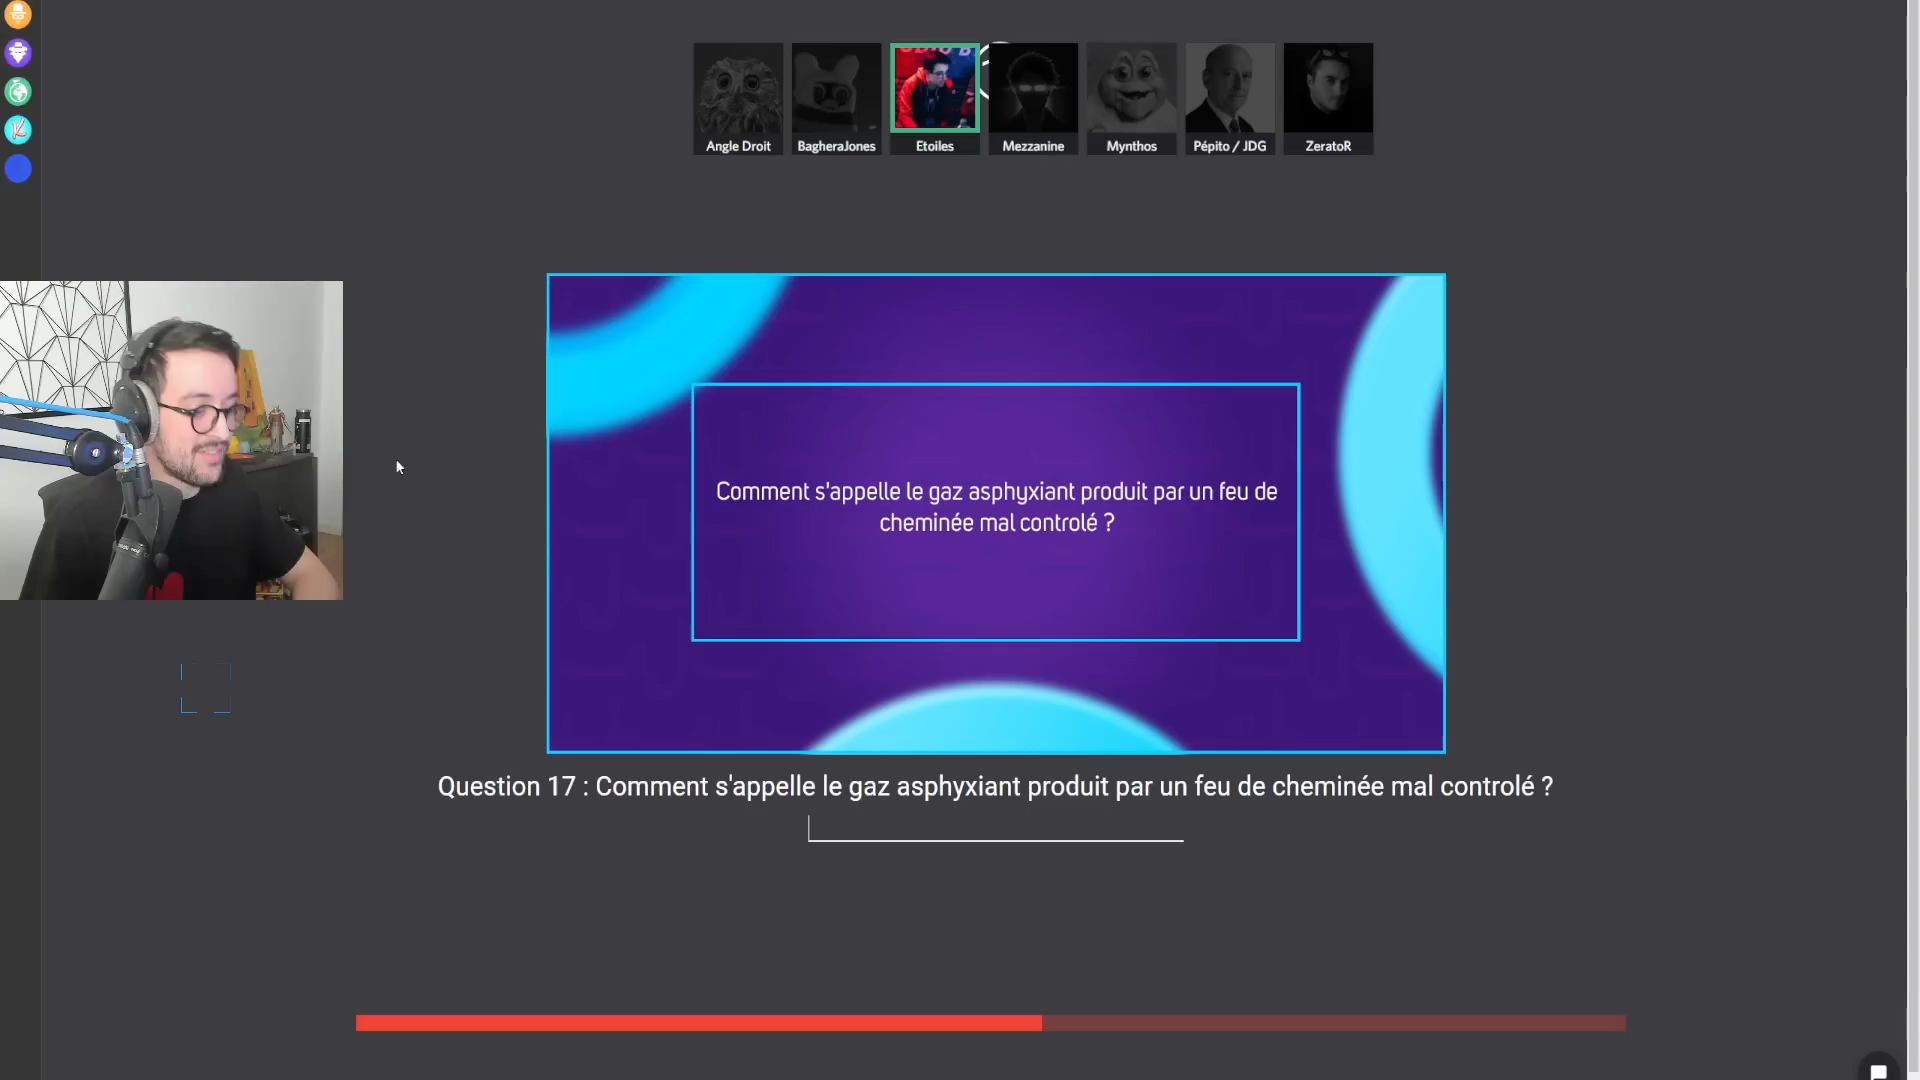 Angle Droit
BagheraJones
Etoiles
Mezzanine
Mynthos
Pépito / JDG
ZeratoR
Comment s'appelle le gaz asphyxiant produit par un feu de
cheminée mal controlé ?
Question 17 : Comment s'appelle le gaz asphyxiant produit par un feu de cheminée mal controlé ?